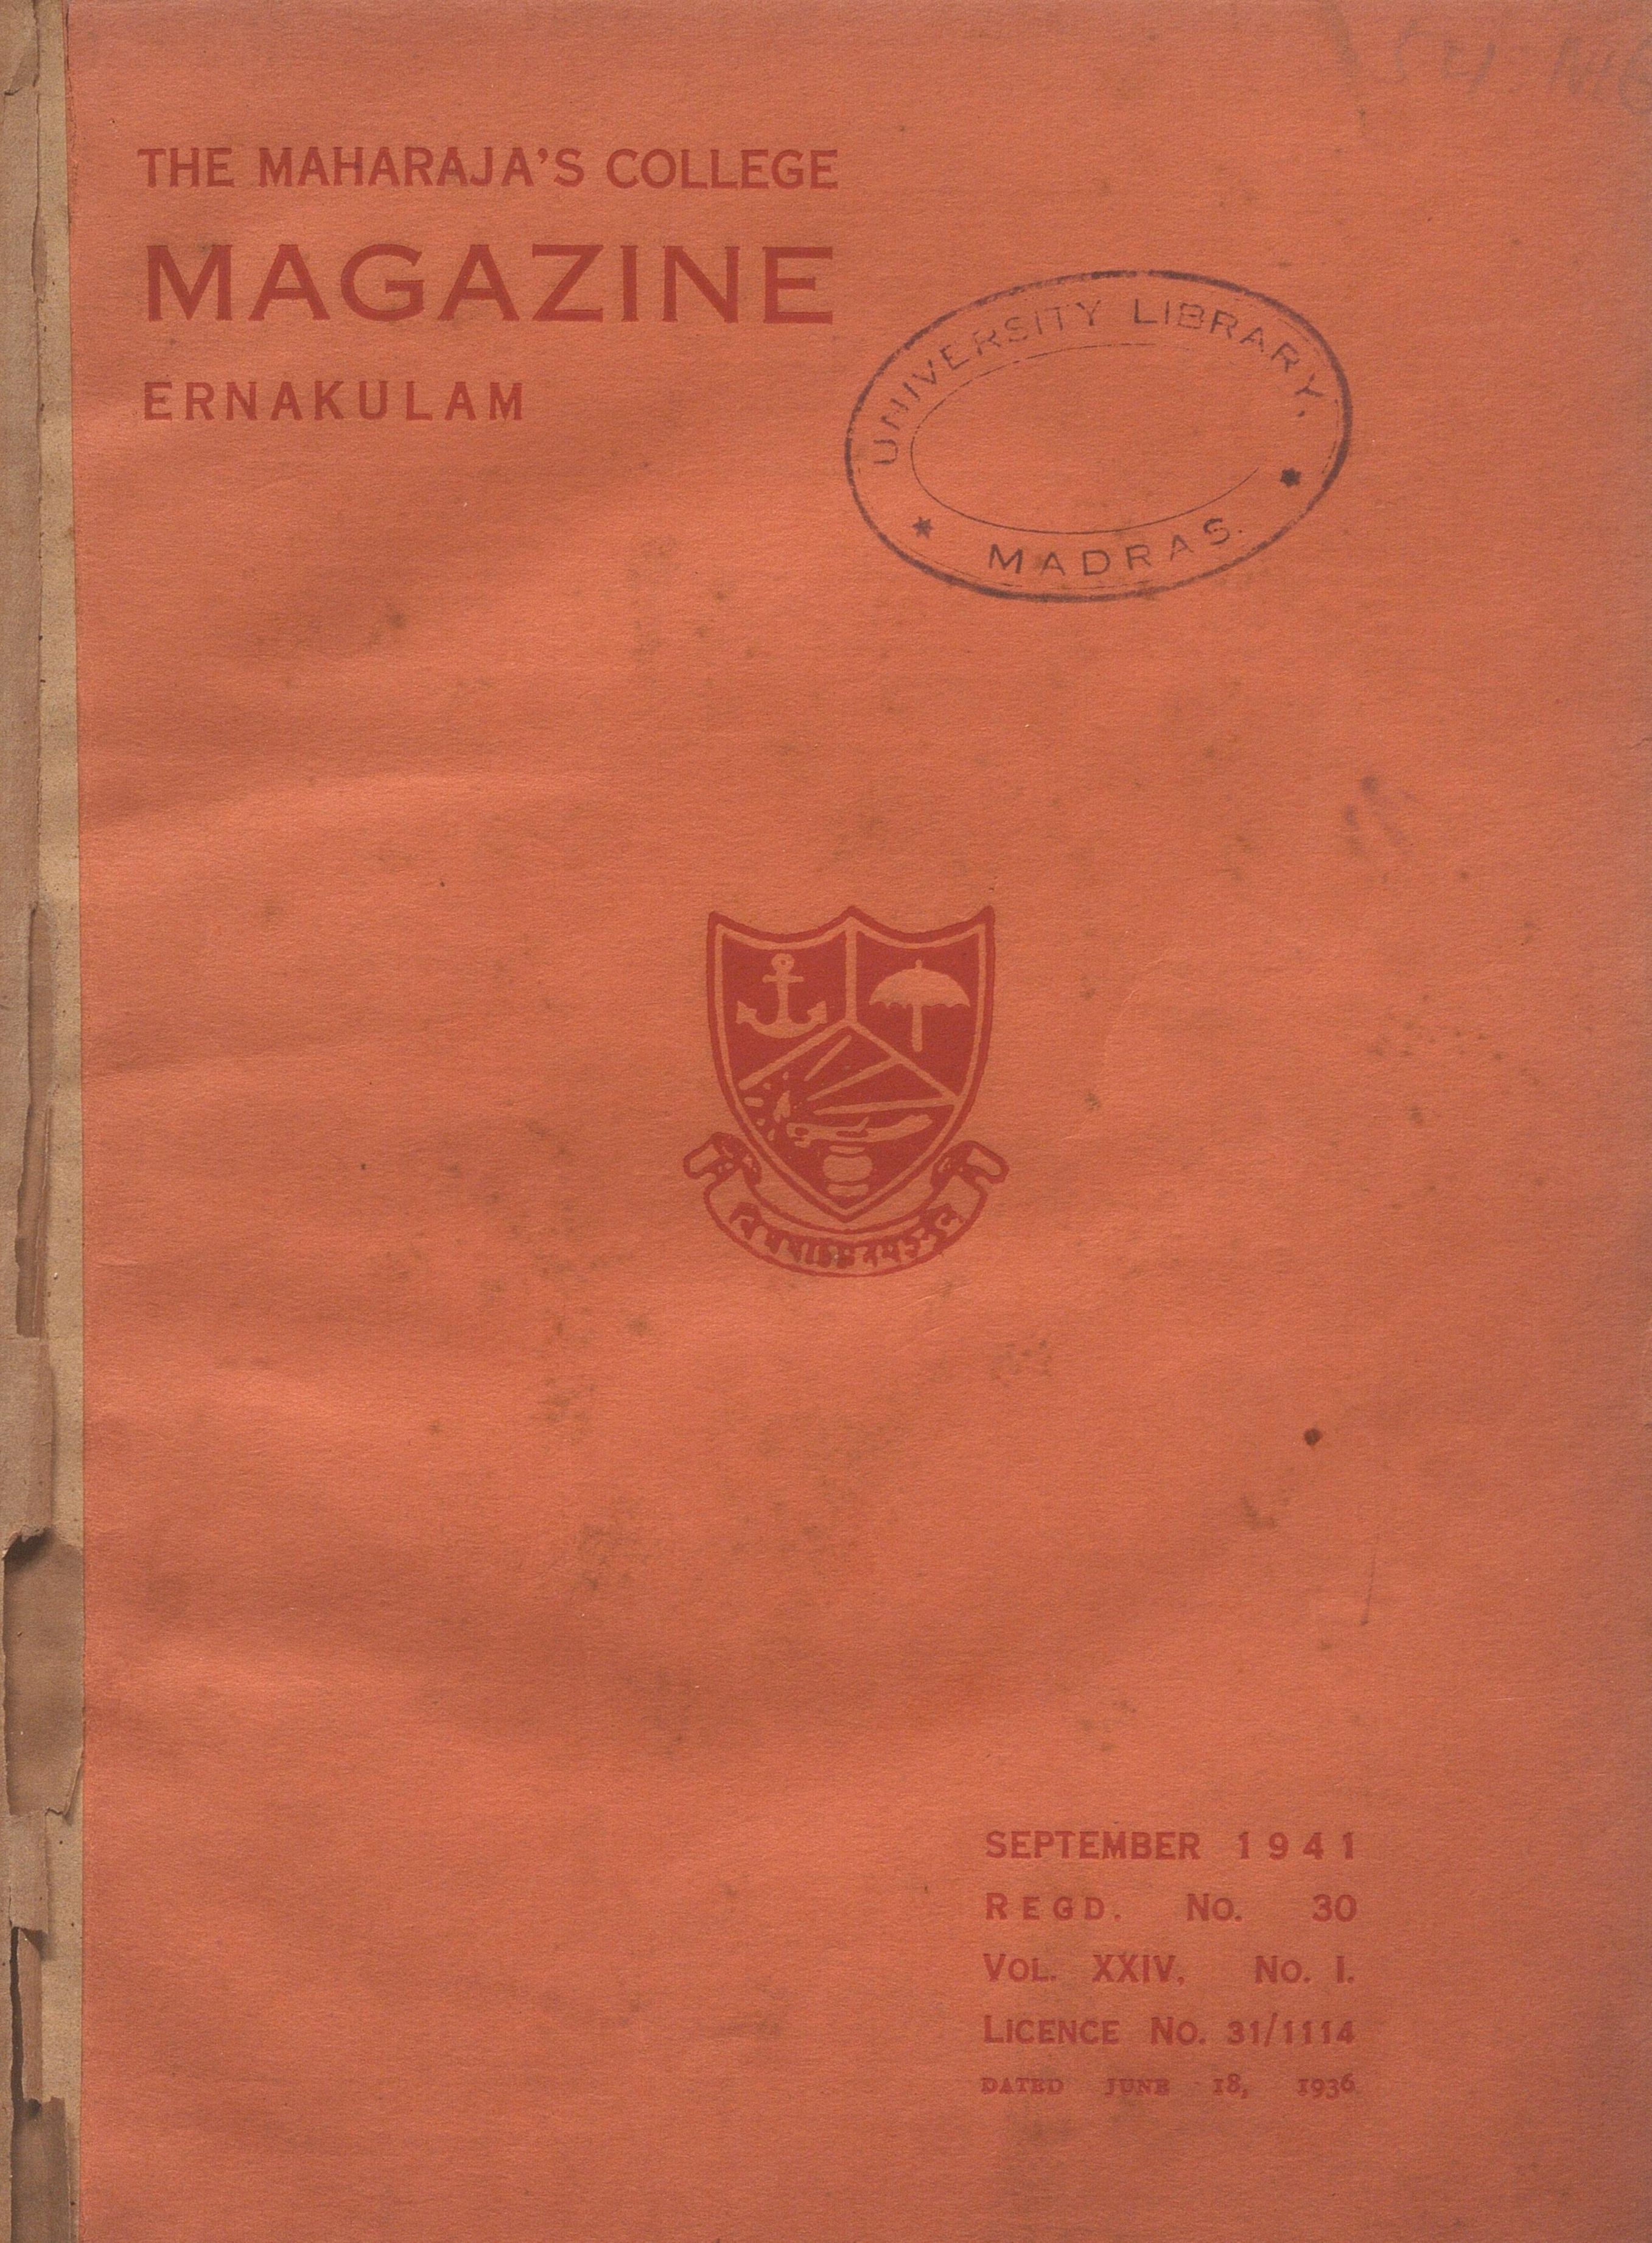 THE MAHARAJA'S COLLEGE
MAGAZINE
ERNAKULAM
UNIVERSITY LIBRARY.
MADRAS.
SEPTEMBER 1941
REGD. No. 30
VOL. XXIV. No. I.
LICENCE No. 31/1114
DATED JUNE 18, 1936